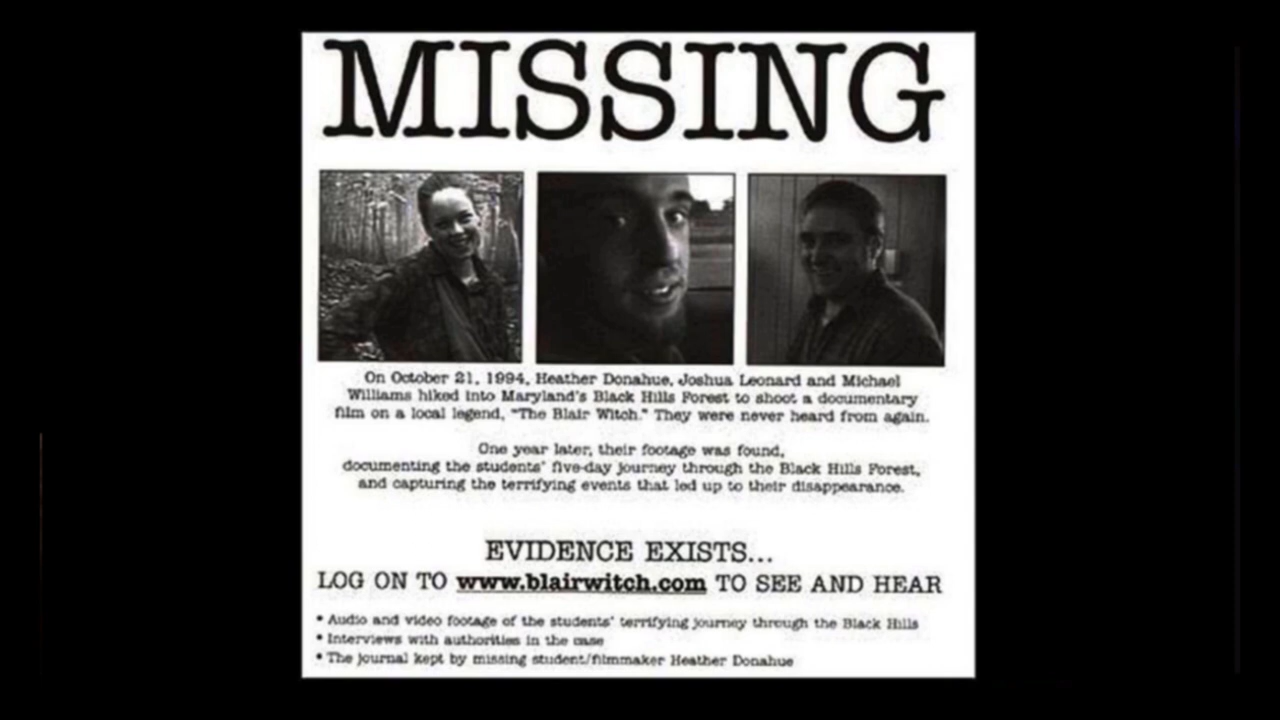 MISSING
On October 21, 1994, Heather Donahue, Joshua Leonard and Michael
Williams hiked into Maryland's Black Hills Forest to shoot a documentary
film on a local legend, "The Blair Witch." They were never heard from again.
One year later, their footage was found,
documenting the students' five-day journey through the Black Hills Forest,
and capturing the terrifying events that led up to their disappearance.
EVIDENCE EXISTS...
LOG ON TO www.blairwitch.com TO SEE AND HEAR
* Audio and video footage of the students' terrifying journey through the Black Hills
* Interviews with authorities in the case
* The journal kept by missing student/filmmaker Heather Donahue